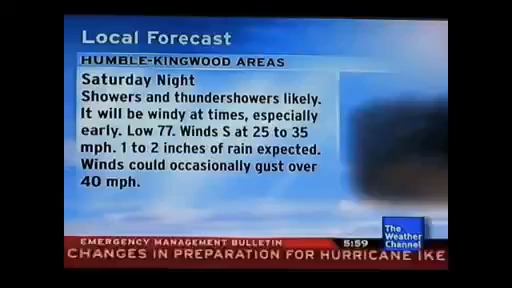 Local Forecast
HUMBLE-KINGWOOD AREAS
Saturday Night
Showers and thundershowers likely.
It will be windy at times, especially
early. Low 77. Winds S at 25 to 35
mph. 1 to 2 inches of rain expected.
Winds could occasionally gust over
40 mph.
The
Weather
Channel
EMERGENCY MANAGEMENT BULLETIN
5:59
CHANGES IN PREPARATION FOR HURRICANE IKE